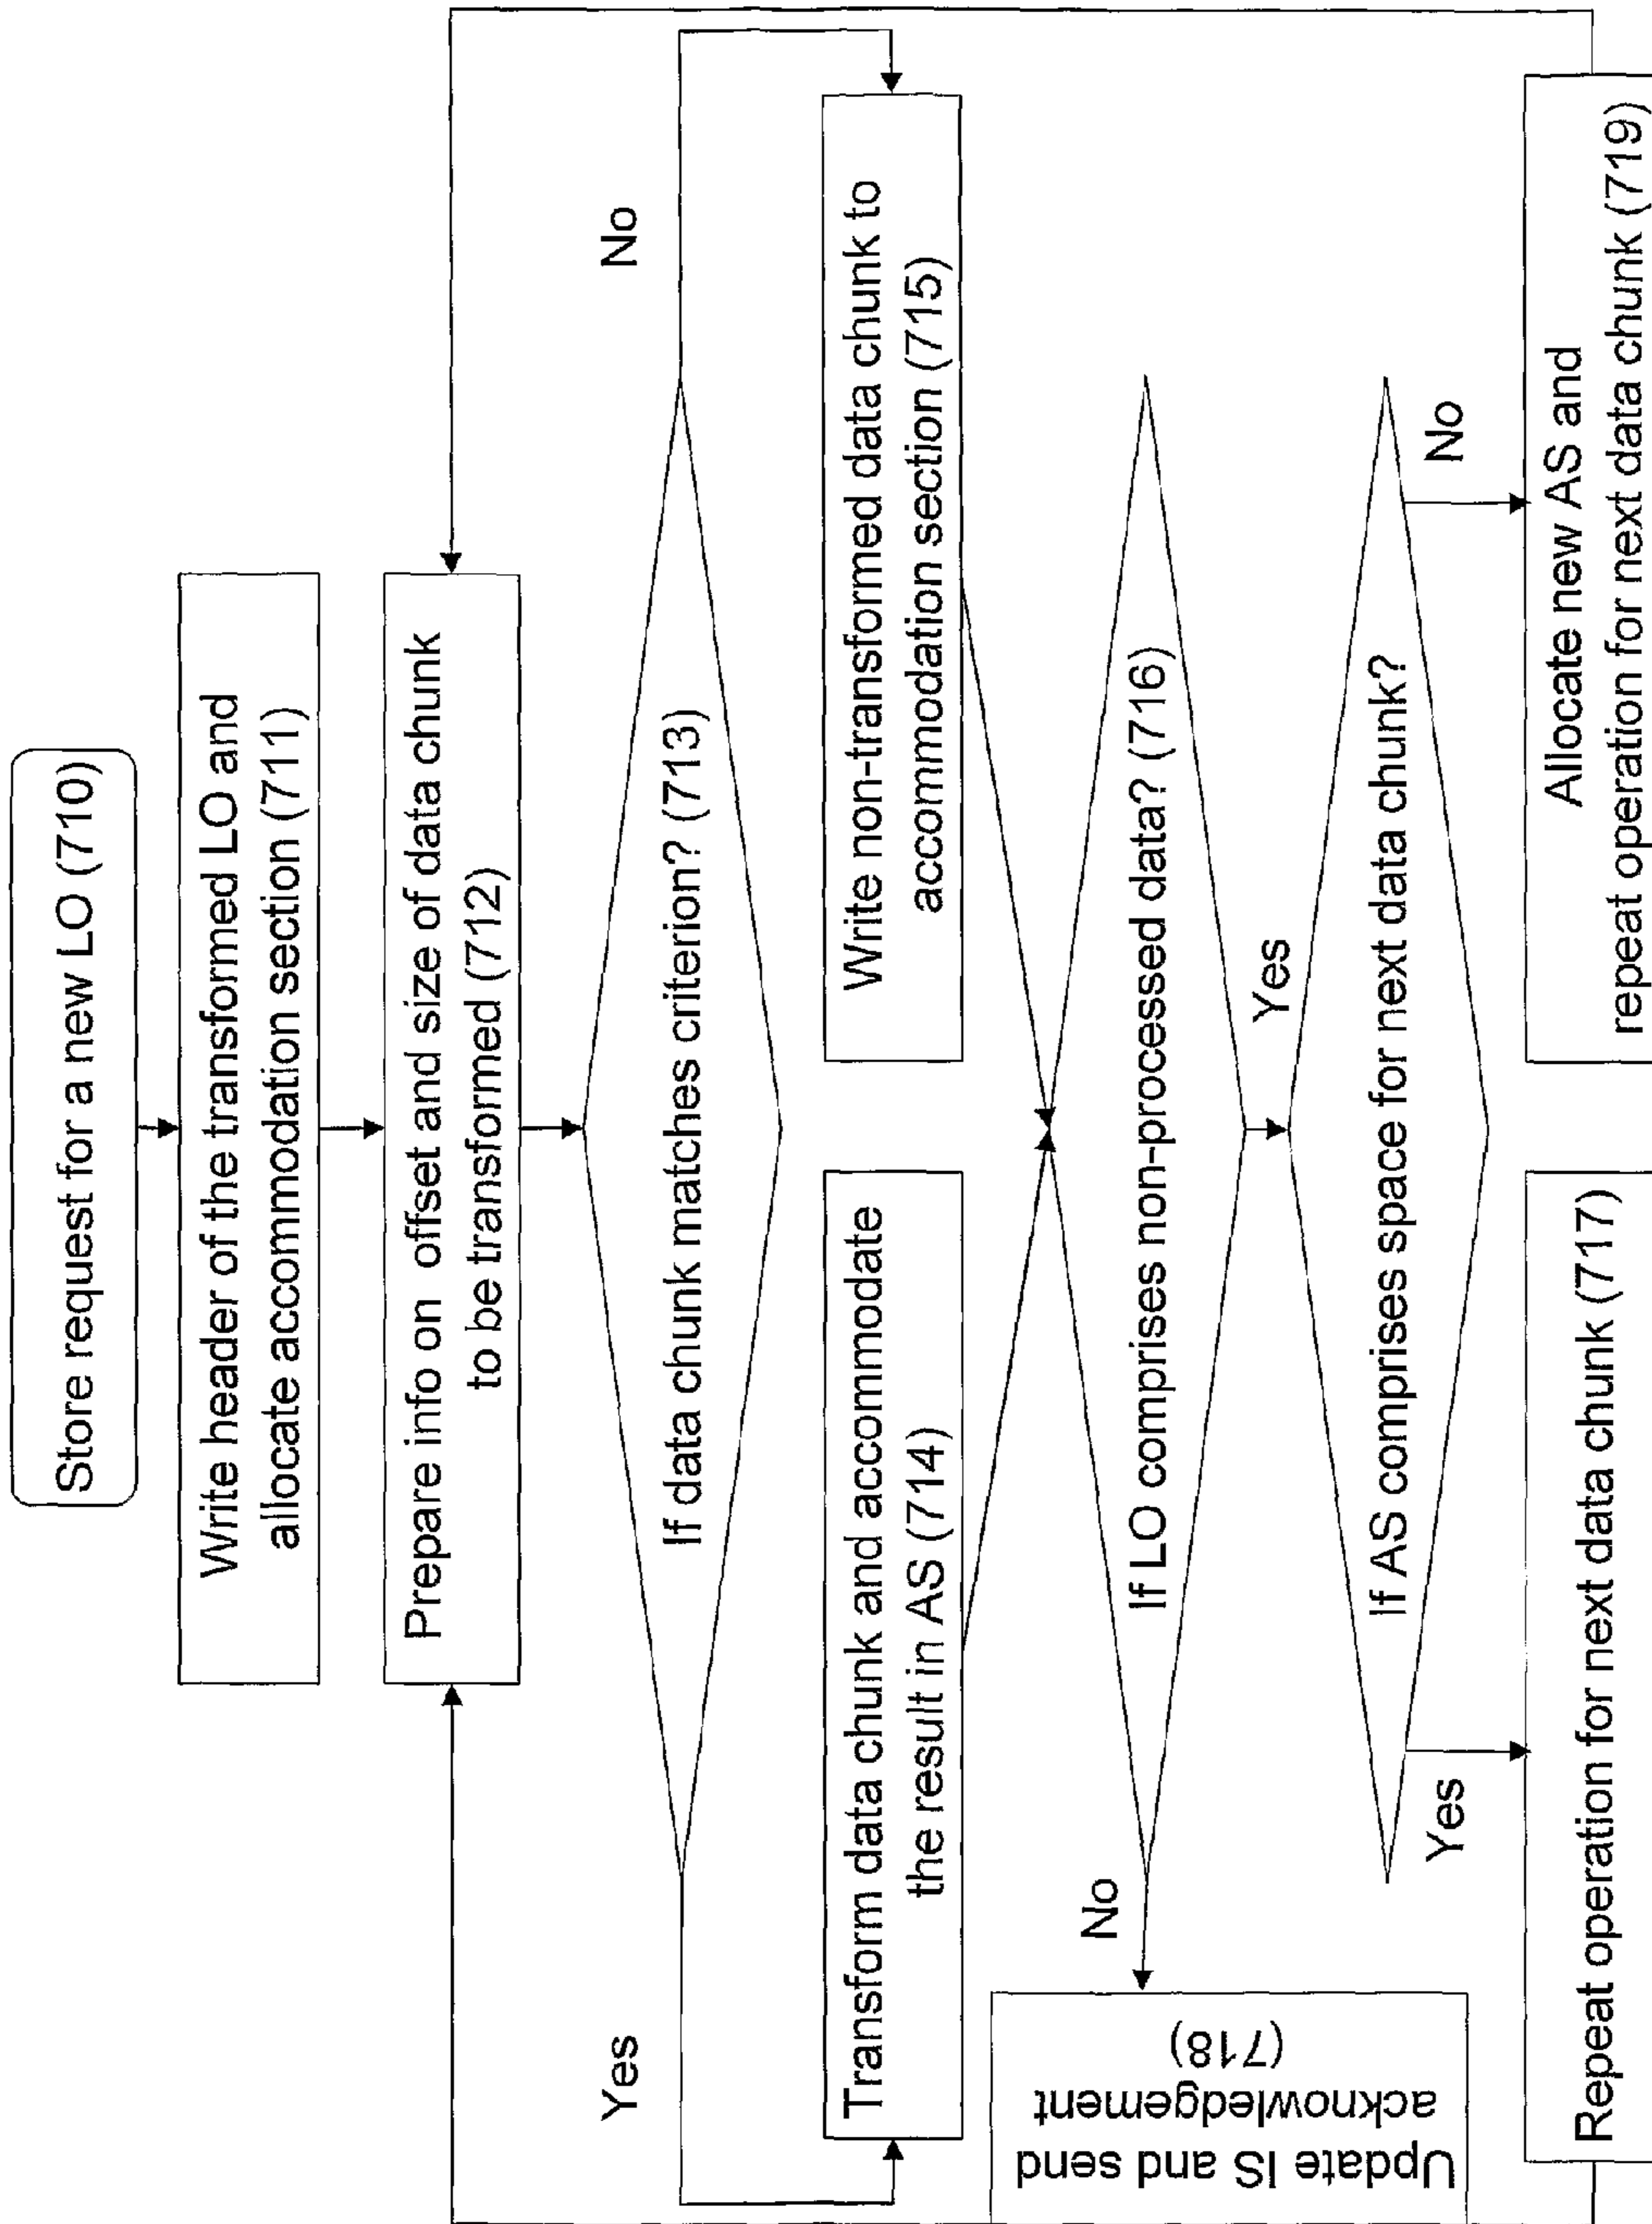 Store request for a new LO (710)
Write header of the transformed LO and
allocate accommodation section (711)
Prepare info on offset and size of data chunk
to be transformed (712)
If data chunk matches criterion? (713)
Yes
No
Transform data chunk and accommodate
the result in AS (714)
Write non-transformed data chunk to
accommodation section (715)
If LO comprises non-processed data? (716)
No
Yes
Update IS and send
acknowledgement
(718)
If AS comprises space for next data chunk?
Yes
No
Repeat operation for next data chunk (717)
Allocate new AS and
repeat operation for next data chunk (719)